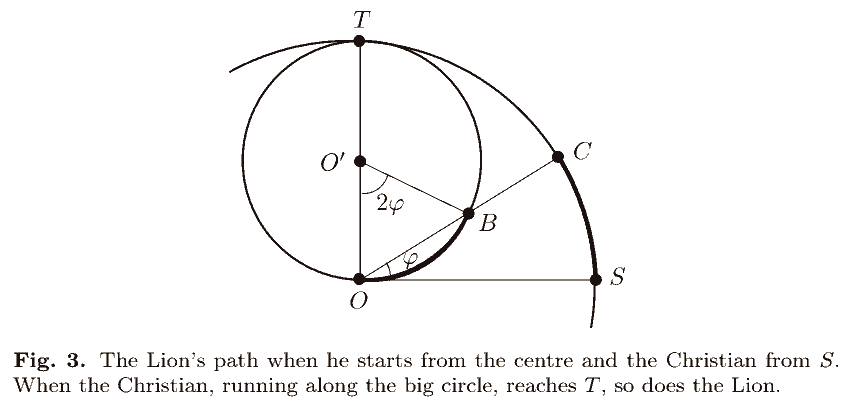 T
C
O′
2φ
B
φ
S
O
Fig. 3. The Lion's path when he starts from the centre and the Christian from S.
When the Christian, running along the big circle, reaches T, so does the Lion.